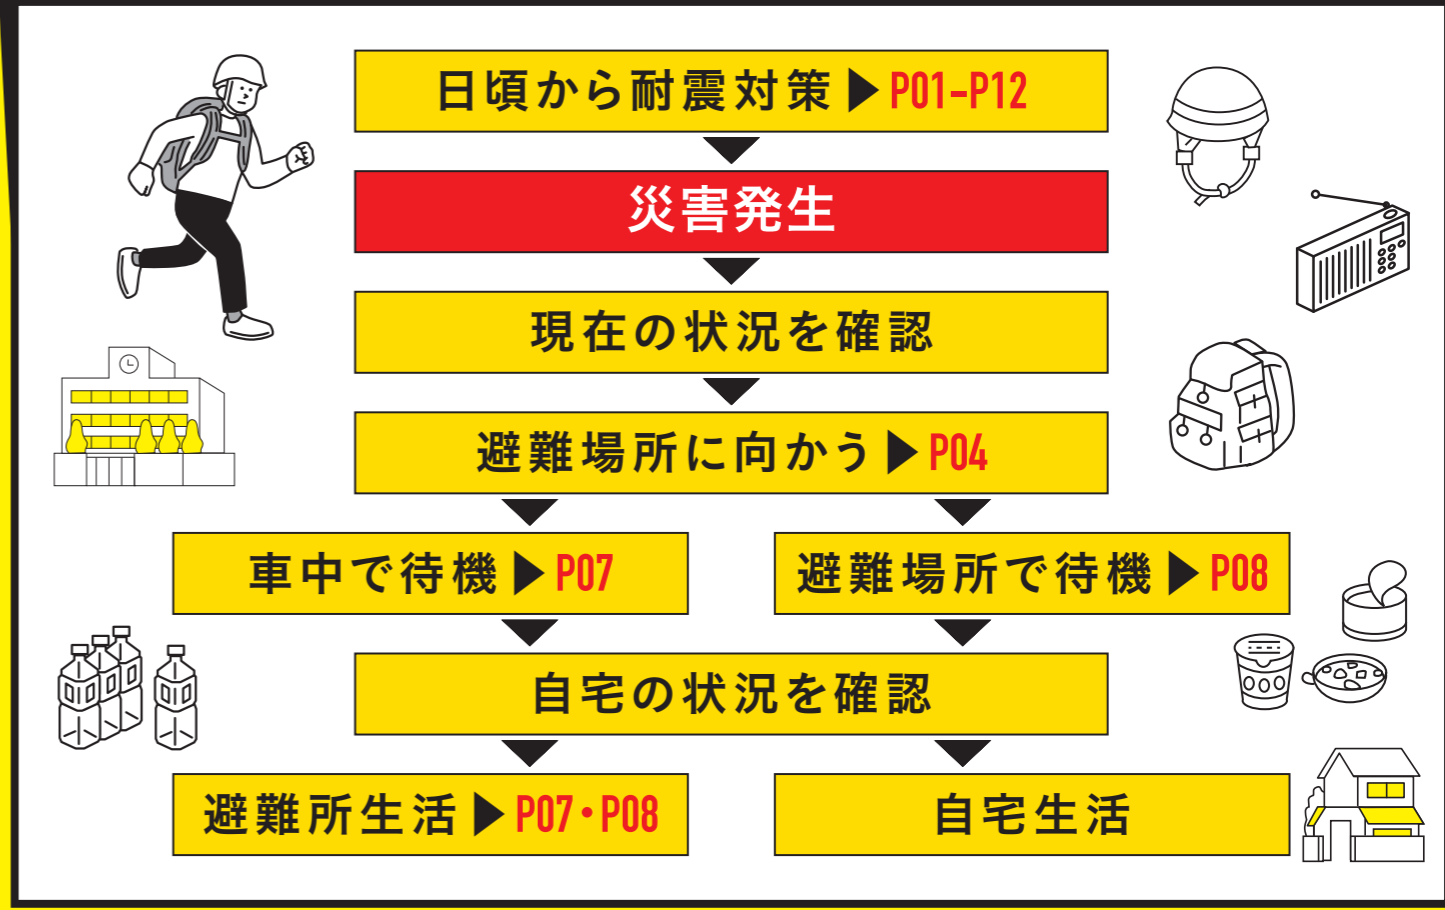 日頃から耐震対策▶P01-P12
災害発生
現在の状況を確認
避難場所に向かう▶P04
車中で待機▶P07
避難場所で待機▶P08
自宅の状況を確認
避難所生活▶P07・P08
自宅生活